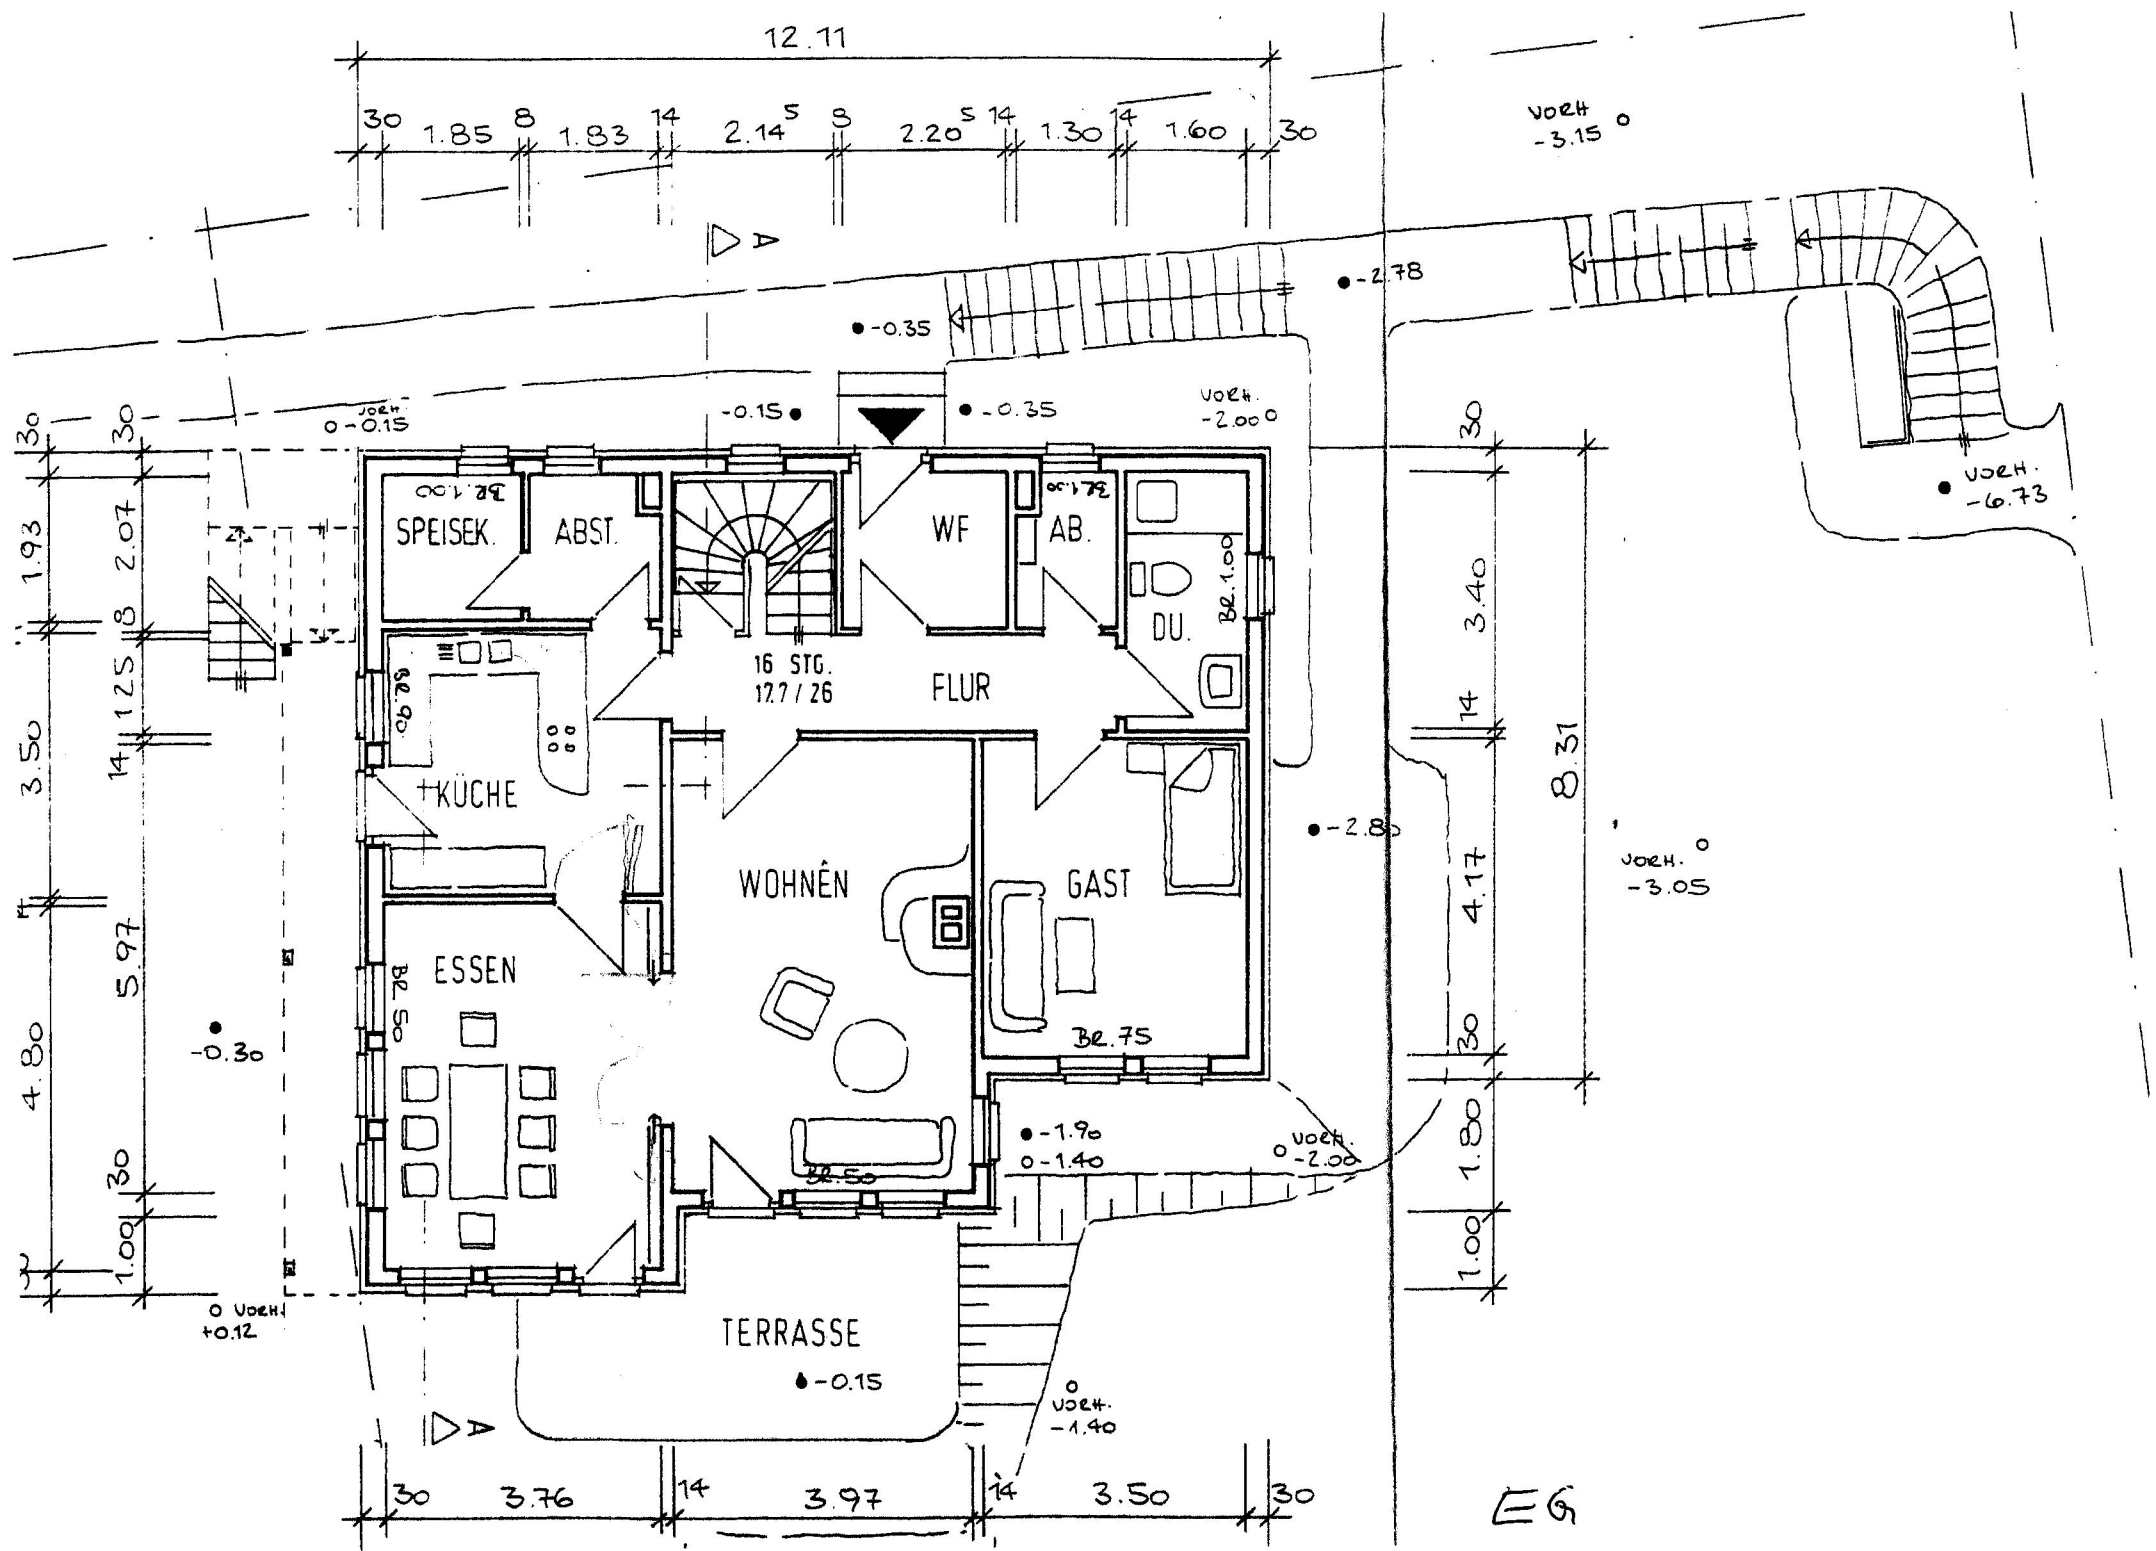 12.11
30 1.85 8 1.83 14 2.14⁵ 8 2.20⁵ 14 1.30 14 1.60 30
VORH
-3.15
A
-2.78
-0.35
VORH.
-0.15
-0.15
-0.35
VORH.
-2.00
VORH.
-6.73
30
1.93
3.50
4.80
30
2.07
8
1.25
14
5.97
30
1.00
BR.1.00
SPEISEK.
ABST.
WF
BR.1.00
AB.
BR.1.00
DU.
16 STG.
17.7 / 26
FLUR
BR.90
KÜCHE
WOHNEN
GAST
ESSEN
BR.50
BR.75
BR.50
30
3.40
14
4.17
30
1.80
1.00
8.31
-2.80
VORH.
-3.05
-0.30
-1.90
-1.40
VORH.
-2.00
VORH.
+0.12
TERRASSE
-0.15
VORH.
-1.40
A
30 3.76 14 3.97 14 3.50 30
EG